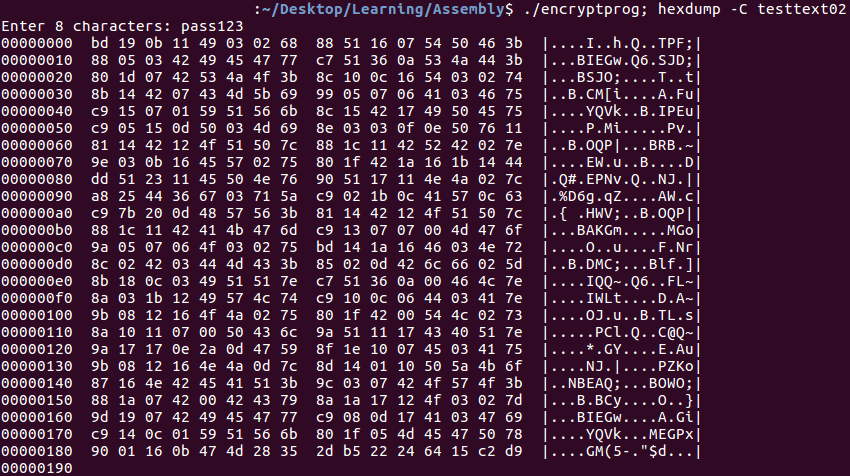 :~/Desktop/Learning/Assembly$ ./encryptprog; hexdump -C testtext02
Enter 8 characters: pass123
00000000  bd 19 0b 11 49 03 02 68  88 51 16 07 54 50 46 3b  |....I..h.Q..TPF;|
00000010  88 05 03 42 49 45 47 77  c7 51 36 0a 53 4a 44 3b  |...BIEGw.Q6.SJD;|
00000020  80 1d 07 42 53 4a 4f 3b  8c 10 0c 16 54 03 02 74  |...BSJO;....T..t|
00000030  8b 14 42 07 43 4d 5b 69  99 05 07 06 41 03 46 75  |..B.CM[i....A.Fu|
00000040  c9 15 07 01 59 51 56 6b  8c 15 42 17 49 50 45 75  |....YQVk..B.IPEu|
00000050  c9 05 15 0d 50 03 4d 69  8e 03 03 0f 0e 50 76 11  |....P.Mi.....Pv.|
00000060  81 14 42 12 4f 51 50 7c  88 1c 11 42 52 42 02 7e  |..B.OQP|...BRB.~|
00000070  9e 03 0b 16 45 57 02 75  80 1f 42 1a 16 1b 14 44  |....EW.u..B....D|
00000080  dd 51 23 11 45 50 4e 76  90 51 17 11 4e 4a 02 7c  |.Q#.EPNv.Q..NJ.||
00000090  a8 25 44 36 67 03 71 5a  c9 02 1b 0c 41 57 0c 63  |.%D6g.qZ....AW.c|
000000a0  c9 7b 20 0d 48 57 56 3b  81 14 42 12 4f 51 50 7c  |.{ .HWV;..B.OQP||
000000b0  88 1c 11 42 41 4b 47 6d  c9 13 07 07 00 4d 47 6f  |...BAKGm.....MGo|
000000c0  9a 05 07 06 4f 03 02 75  bd 14 1a 16 46 03 4e 72  |....O..u....F.Nr|
000000d0  8c 02 42 03 44 4d 43 3b  85 02 0d 42 6c 66 02 5d  |..B.DMC;...Blf.]|
000000e0  8b 18 0c 03 49 51 51 7e  c7 51 36 0a 00 46 4c 7e  |....IQQ~.Q6..FL~|
000000f0  8a 03 1b 12 49 57 4c 74  c9 10 0c 06 44 03 41 7e  |....IWLt....D.A~|
00000100  9b 08 12 16 4f 4a 02 75  80 1f 42 00 54 4c 02 73  |....OJ.u..B.TL.s|
00000110  8a 10 11 07 00 50 43 6c  9a 51 11 17 43 40 51 7e  |.....PCl.Q..C@Q~|
00000120  9a 17 17 0e 2a 0d 47 59  8f 1e 10 07 45 03 41 75  |....*.GY....E.Au|
00000130  9b 08 12 16 4e 4a 0d 7c  8d 14 01 10 50 5a 4b 6f  |....NJ.|....PZKo|
00000140  87 16 4e 42 45 41 51 3b  9c 03 07 42 4f 57 4f 3b  |..NBEAQ;...BOWO;|
00000150  88 1a 07 42 00 42 43 79  8a 1a 17 12 4f 03 02 7d  |...B.BCy....O..}|
00000160  9d 19 07 42 49 45 47 77  c9 08 0d 17 41 03 47 69  |...BIEGw....A.Gi|
00000170  c9 14 0c 01 59 51 56 6b  80 1f 05 4d 45 47 50 78  |....YQVk...MEGPx|
00000180  90 01 16 0b 47 4d 28 35  2d b5 22 24 64 15 c2 d9  |....GM(5-."$d...|
00000190